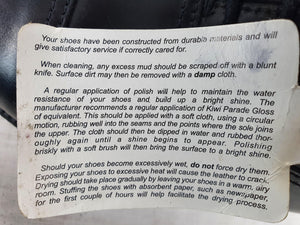 Your shoes have been constructed from durable materials and will
give satisfactory service if correctly cared for.
When cleaning, any excess mud should be scraped off with a blunt
knife. Surface dirt may then be removed with a damp cloth.
A regular application of polish will help to maintain the water
resistance of your shoes and build up a bright shine. The
manufacturer recommends a regular application of Kiwi Parade Gloss
of equivalent. This should be applied with a soft cloth, using a circular
motion, rubbing well into the seams and the points where the sole joins
the upper. The cloth should then be dipped in water and rubbed thor-
oughly again until a shine begins to appear. Polishing
briskly with a soft brush will then bring the surface to a bright shine.
Should your shoes become excessively wet, do not force dry them.
Exposing your shoes to excessive heat will cause the leather to crack.
Drying should take place gradually by leaving your shoes in a warm, airy
room. Stuffing the shoes with absorbent paper, such as newspaper,
for the first couple of hours will help facilitate the drying process.